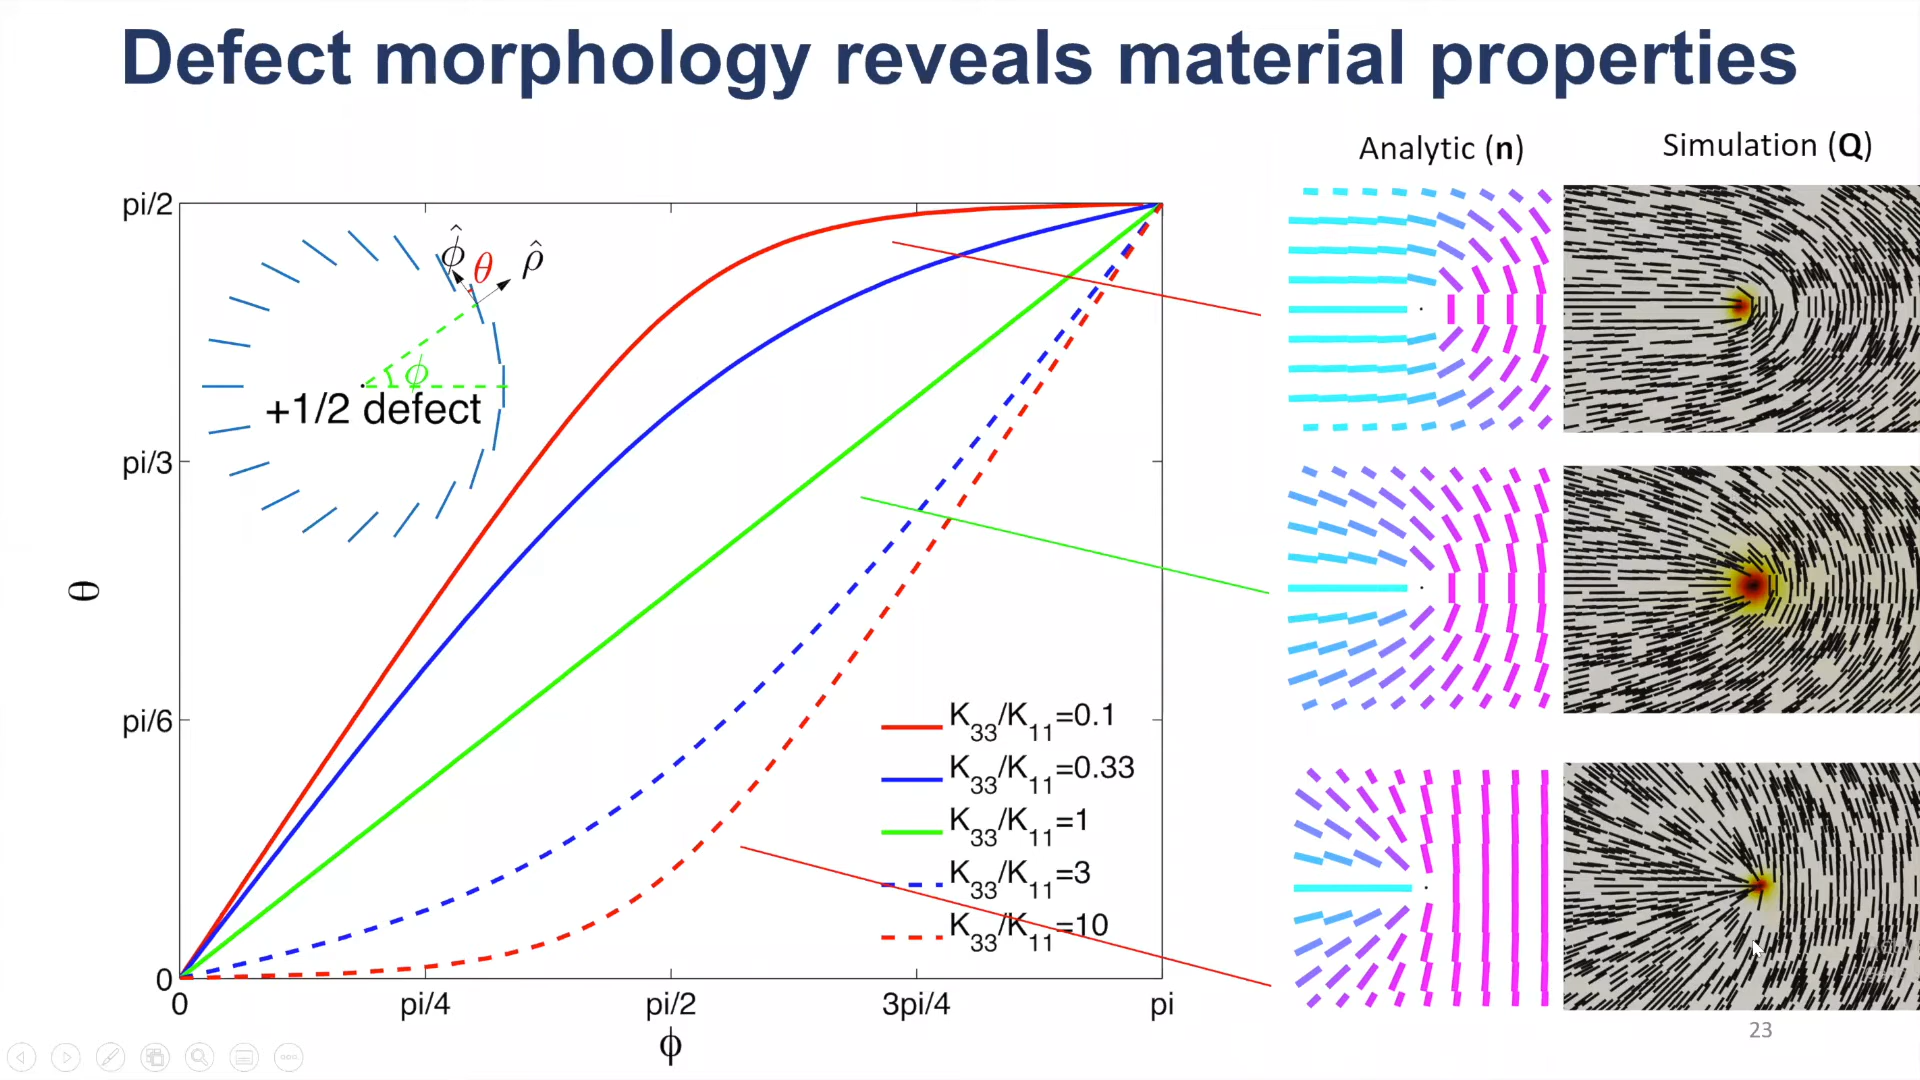 Defect morphology reveals material properties
Analytic (n)
Simulation (Q)
pi/2
pi/3
pi/6
0
θ
0
pi/4
pi/2
3pi/4
pi
ϕ
ϕ̂
θ
ρ̂
ϕ
+1/2 defect
K33/K11=0.1
K33/K11=0.33
K33/K11=1
K33/K11=3
K33/K11=10
23